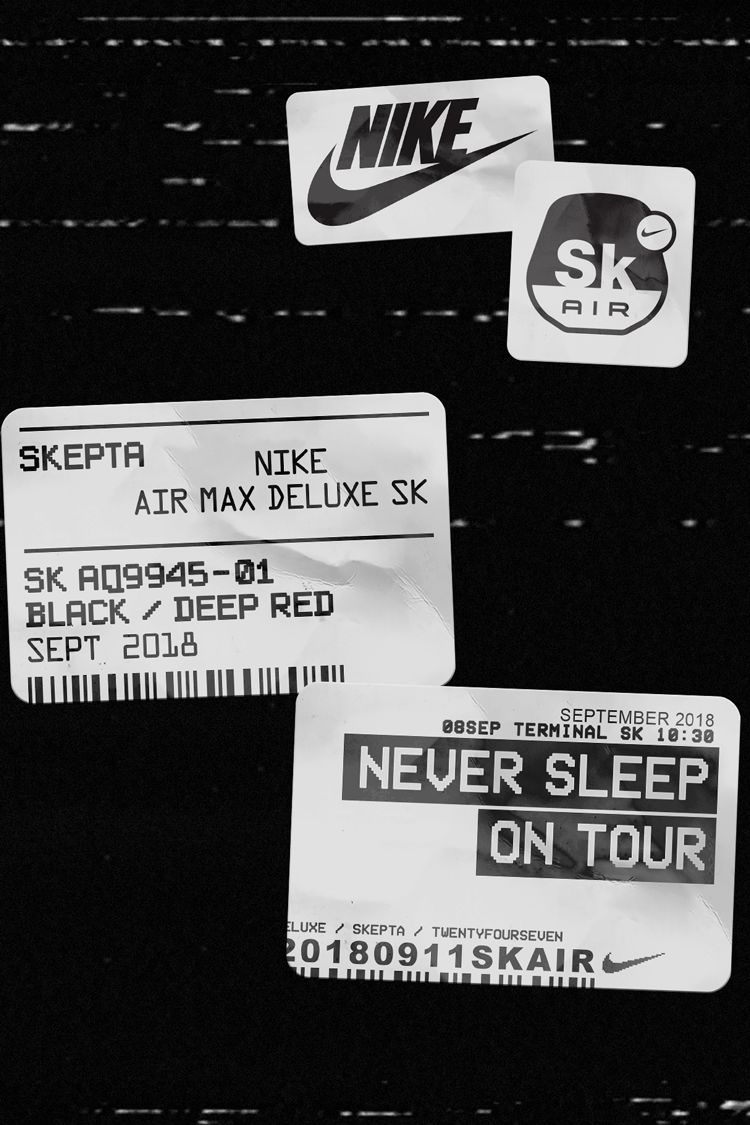 NIKE
Sk
AIR
SKEPTA
NIKE
AIR MAX DELUXE SK
SK AQ9945-01
BLACK / DEEP RED
SEPT 2018
SEPTEMBER 2018
08SEP TERMINAL SK 10:30
NEVER SLEEP
ON TOUR
ELUXE / SKEPTA / TWENTYFOURSEVEN
20180911SKAIR